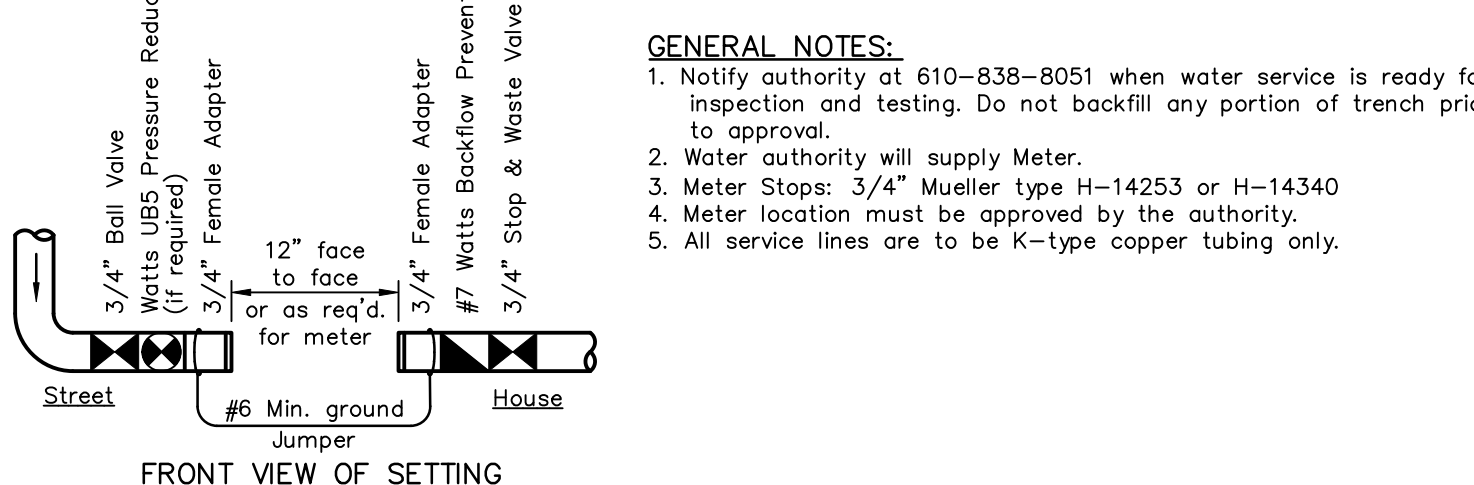 3/4" Ball Valve
Watts UB5 Pressure
(if required)
3/4" Female Adapter
12" face
to face
or as req'd.
for meter
3/4" Female Adapter
#7 Watts Backflow
3/4" Stop & Waste Valve
Street
#6 Min. ground
Jumper
House
FRONT VIEW OF SETTING
GENERAL NOTES:
1. Notify authority at 610-838-8051 when water service is ready
inspection and testing. Do not backfill any portion of trench
to approval.
2. Water authority will supply Meter.
3. Meter Stops: 3/4" Mueller type H-14253 or H-14340
4. Meter location must be approved by the authority.
5. All service lines are to be K-type copper tubing only.